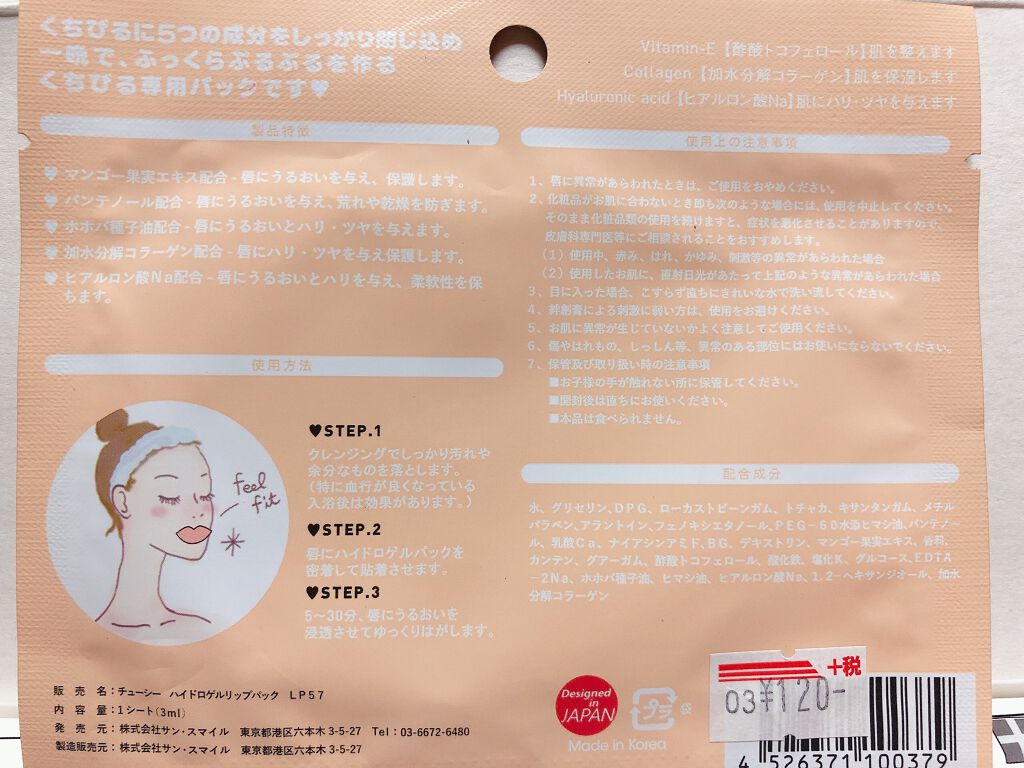 くちびるに5つの成分をしっかり閉じ込め
一晩で、ふっくらぷるぷるを作る
くちびる専用パックです♥
Vitamin-E【酢酸トコフェロール】肌を整えます
Collagen【加水分解コラーゲン】肌を保湿します
Hyaluronic acid【ヒアルロン酸Na】肌にハリ・ツヤを与えます
製品特徴
♥ マンゴー果実エキス配合 - 唇にうるおいを与え、保護します。
♥ パンテノール配合 - 唇にうるおいを与え、荒れや乾燥を防ぎます。
♥ ホホバ種子油配合 - 唇にうるおいとハリ・ツヤを与えます。
♥ 加水分解コラーゲン配合 - 唇にハリ・ツヤを与え保護します。
♥ ヒアルロン酸Na配合 - 唇にうるおいとハリを与え、柔軟性を保
ちます。
使用上の注意事項
1、唇に異常があらわれたときは、ご使用をおやめください。
2、化粧品がお肌に合わないとき即ち次のような場合には、使用を中止してください。
そのまま化粧品類の使用を続けますと、症状を悪化させることがありますので、
皮膚科専門医等にご相談されることをおすすめします。
(1)使用中、赤み、はれ、かゆみ、刺激等の異常があらわれた場合
(2)使用したお肌に、直射日光があたって上記のような異常があらわれた場合
3、目に入った場合、こすらず直ちにきれいな水で洗い流してください。
4、絆創膏による刺激に弱い方は、使用をお避けください。
5、お肌に異常が生じていないかよく注意してご使用ください。
6、傷やはれもの、しっしん等、異常のある部位にはお使いにならないでください。
7、保管及び取り扱い時の注意事項
■お子様の手が触れない所に保管してください。
■開封後は直ちにお使いください。
■本品は食べられません。
使用方法
feel
fit
♥STEP.1
クレンジングでしっかり汚れや
余分なものを落とします。
(特に血行が良くなっている
入浴後は効果があります。)
♥STEP.2
唇にハイドロゲルパックを
密着して貼着させます。
♥STEP.3
5〜30分、唇にうるおいを
浸透させてゆっくりはがします。
配合成分
水、グリセリン、DPG、ローカストビーンガム、トチャカ、キサンタンガム、メチル
パラベン、アラントイン、フェノキシエタノール、PEG-60水添ヒマシ油、パンテノー
ル、乳酸Ca、ナイアシンアミド、BG、デキストリン、マンゴー果実エキス、香料、
カンテン、グアーガム、酢酸トコフェロール、酸化鉄、塩化K、グルコース、EDTA
-2Na、ホホバ種子油、ヒマシ油、ヒアルロン酸Na、1,2-ヘキサンジオール、加水
分解コラーゲン
販売名:チューシー ハイドロゲルリップパック LP57
内容量:1シート(3ml)
発売元:株式会社サン・スマイル 東京都港区六本木3-5-27 Tel:03-6672-6480
製造販売元:株式会社サン・スマイル 東京都港区六本木3-5-27
Designed
in
JAPAN
Made in Korea
プラ
袋
+税
03 ¥120-
4 526371 100379